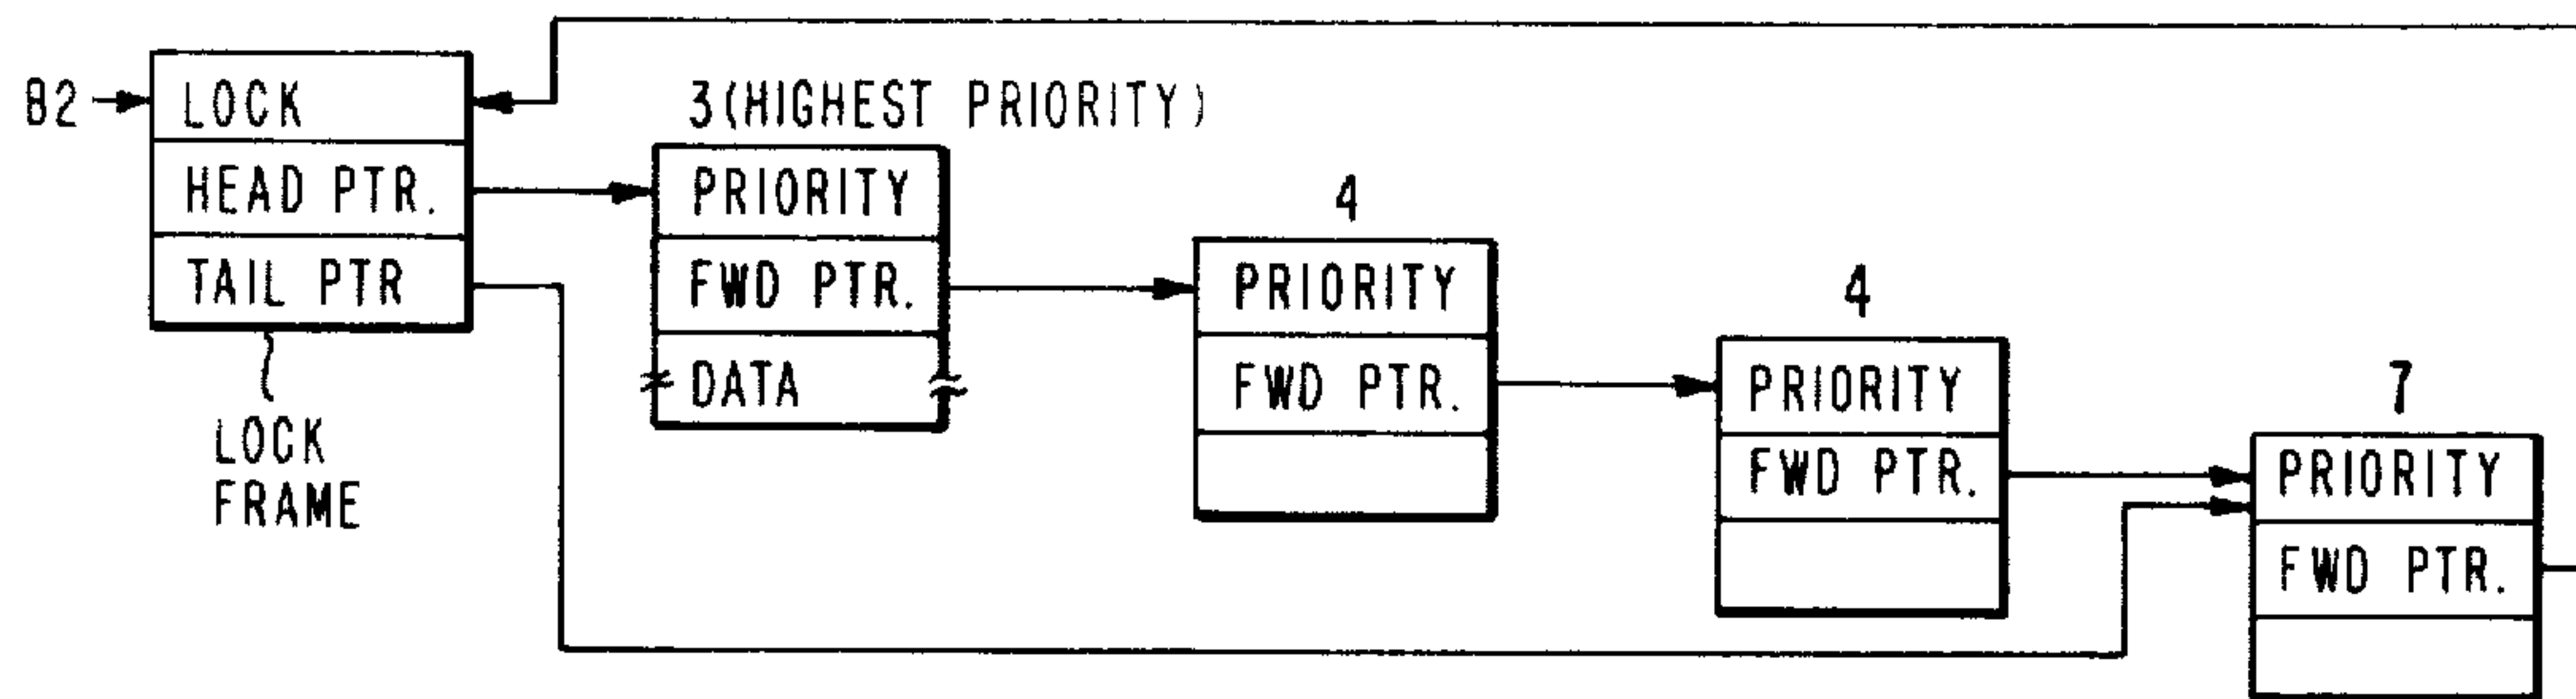 82
LOCK
HEAD PTR.
TAIL PTR
LOCK
FRAME
3(HIGHEST PRIORITY)
PRIORITY
FWD PTR.
DATA
4
PRIORITY
FWD PTR.
4
PRIORITY
FWD PTR.
7
PRIORITY
FWD PTR.